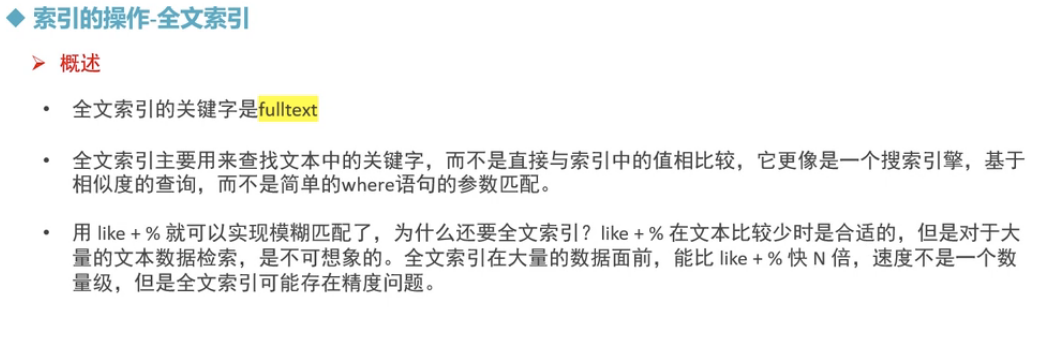 ◆ 索引的操作-全文索引
➢ 概述
• 全文索引的关键字是fulltext
• 全文索引主要用来查找文本中的关键字，而不是直接与索引中的值相比较，它更像是一个搜索引擎，基于
相似度的查询，而不是简单的where语句的参数匹配。
• 用 like + % 就可以实现模糊匹配了，为什么还要全文索引？like + % 在文本比较少时是合适的，但是对于大
量的文本数据检索，是不可想象的。全文索引在大量的数据面前，能比 like + % 快 N 倍，速度不是一个数
量级，但是全文索引可能存在精度问题。